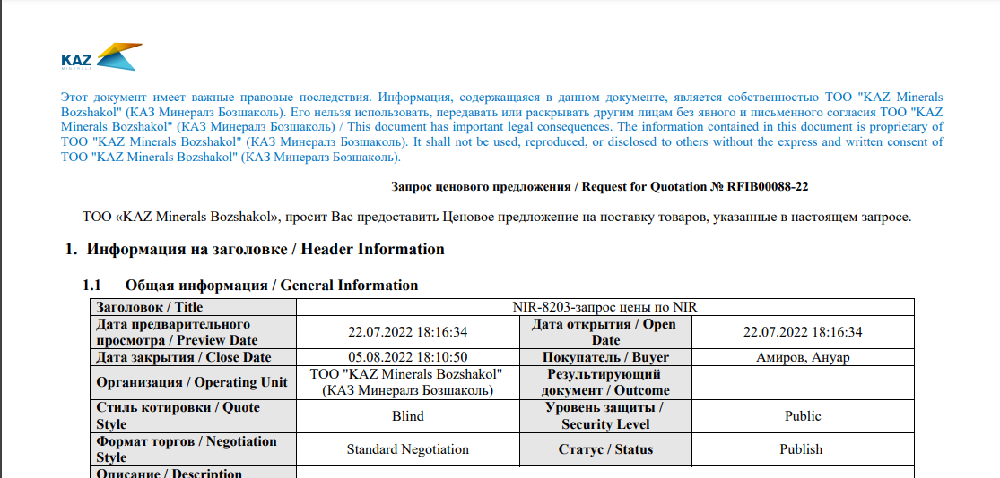 KAZ
MINERALS
Этот документ имеет важные правовые последствия. Информация, содержащаяся в данном документе, является собственностью ТОО "KAZ Minerals
Bozshakol" (КАЗ Минералз Бозшаколь). Его нельзя использовать, передавать или раскрывать другим лицам без явного и письменного согласия ТОО "KAZ
Minerals Bozshakol" (КАЗ Минералз Бозшаколь) / This document has important legal consequences. The information contained in this document is proprietary of
ТОО "KAZ Minerals Bozshakol" (КАЗ Минералз Бозшаколь). It shall not be used, reproduced, or disclosed to others without the express and written consent of
ТОО "KAZ Minerals Bozshakol" (КАЗ Минералз Бозшаколь).
Запрос ценового предложения / Request for Quotation № RFIB00088-22
ТОО «KAZ Minerals Bozshakol», просит Вас предоставить Ценовое предложение на поставку товаров, указанные в настоящем запросе.
1. Информация на заголовке / Header Information
1.1 Общая информация / General Information
Заголовок / Title NIR-8203-запрос цены по NIR
Дата предварительного
просмотра / Preview Date 22.07.2022 18:16:34 Дата открытия / Open
Date 22.07.2022 18:16:34
Дата закрытия / Close Date 05.08.2022 18:10:50 Покупатель / Buyer Амиров, Ануар
Организация / Operating Unit ТОО "KAZ Minerals Bozshakol"
(КАЗ Минералз Бозшаколь) Результирующий
документ / Outcome
Стиль котировки / Quote
Style Blind Уровень защиты /
Security Level Public
Формат торгов / Negotiation
Style Standard Negotiation Статус / Status Publish
Описание / Description